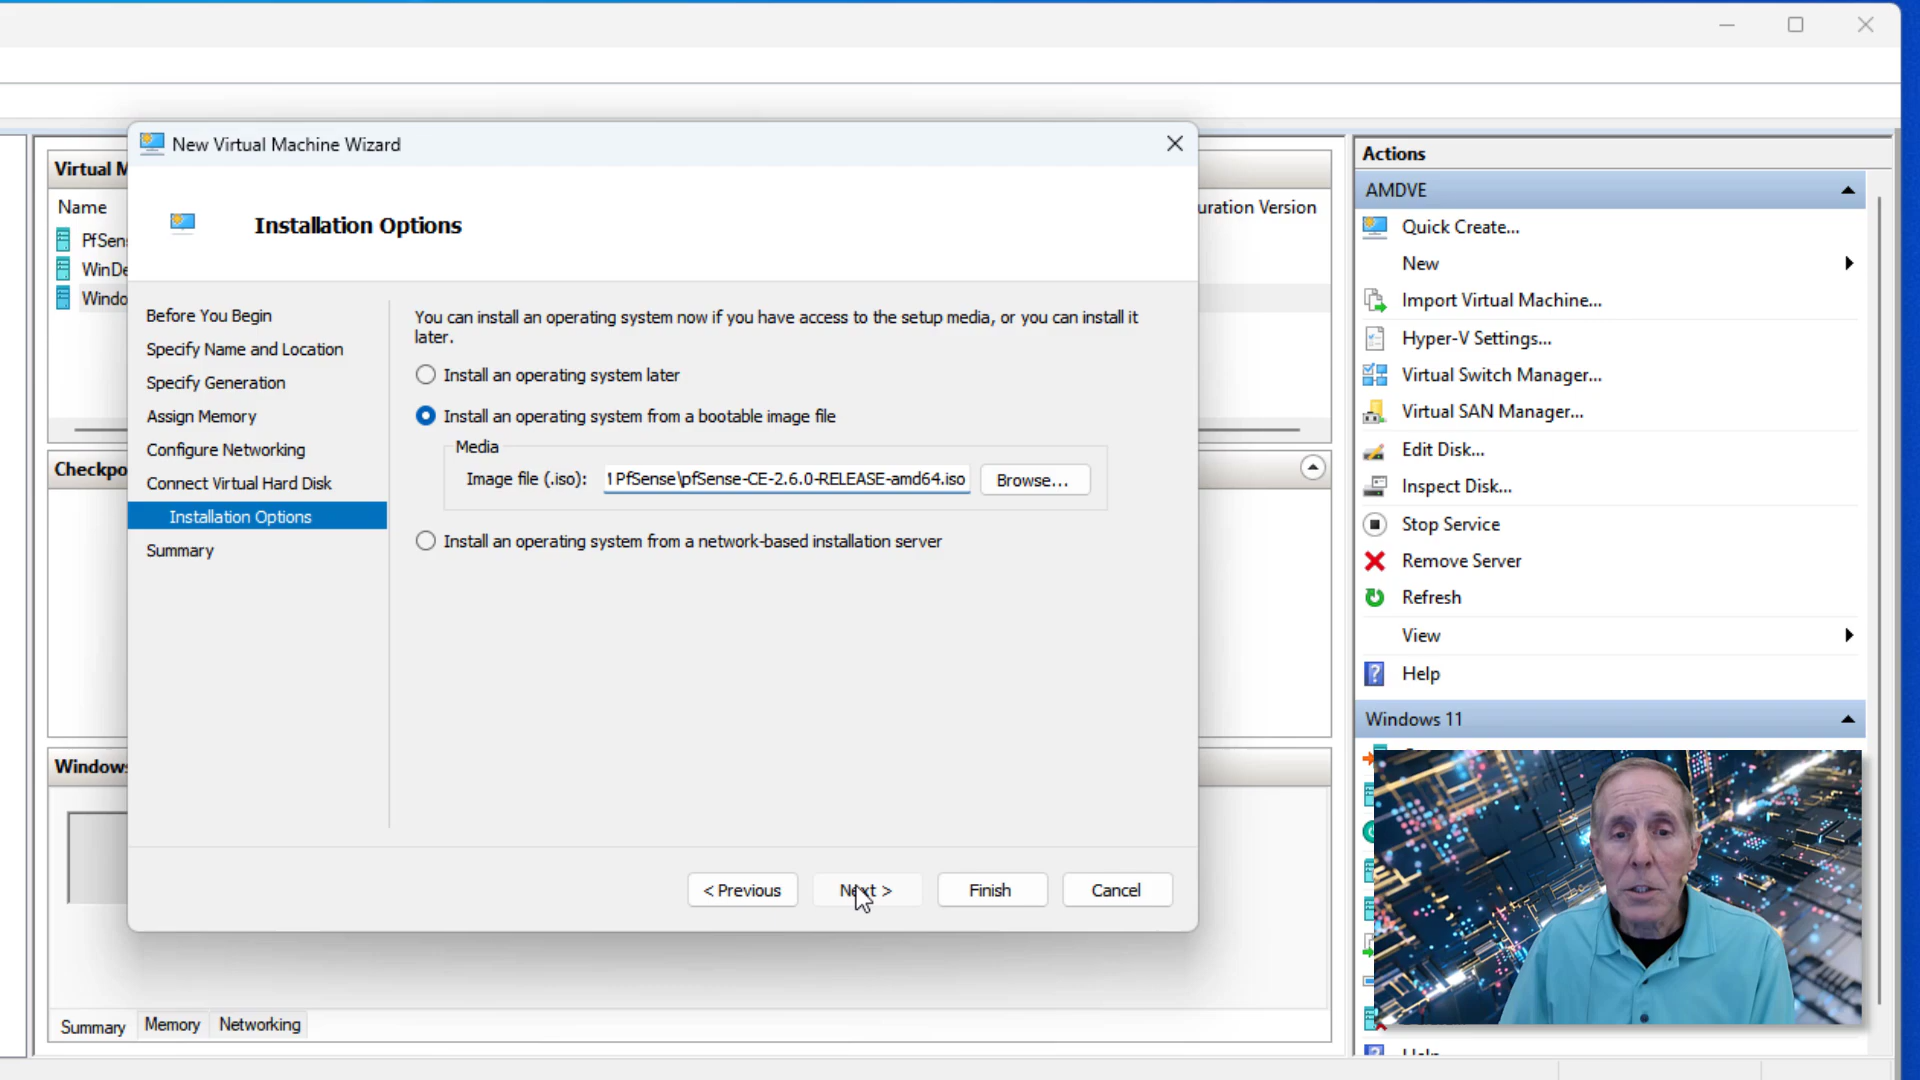 New Virtual Machine Wizard
Installation Options
Before You Begin
Specify Name and Location
Specify Generation
Assign Memory
Configure Networking
Connect Virtual Hard Disk
Installation Options
Summary
You can install an operating system now if you have access to the setup media, or you can install it
later.
Install an operating system later
Install an operating system from a bootable image file
Media
Image file (.iso): 1 PfSense\pfSense-CE-2.6.0-RELEASE-amd64.iso Browse...
Install an operating system from a network-based installation server
< Previous
Next >
Finish
Cancel
Virtual M
Name
uration Version
PfSen
WinDe
Windo
Checkpo
Windows
Summary
Memory
Networking
Actions
AMDVE
Quick Create...
New
Import Virtual Machine...
Hyper-V Settings...
Virtual Switch Manager...
Virtual SAN Manager...
Edit Disk...
Inspect Disk...
Stop Service
Remove Server
Refresh
View
Help
Windows 11
Help